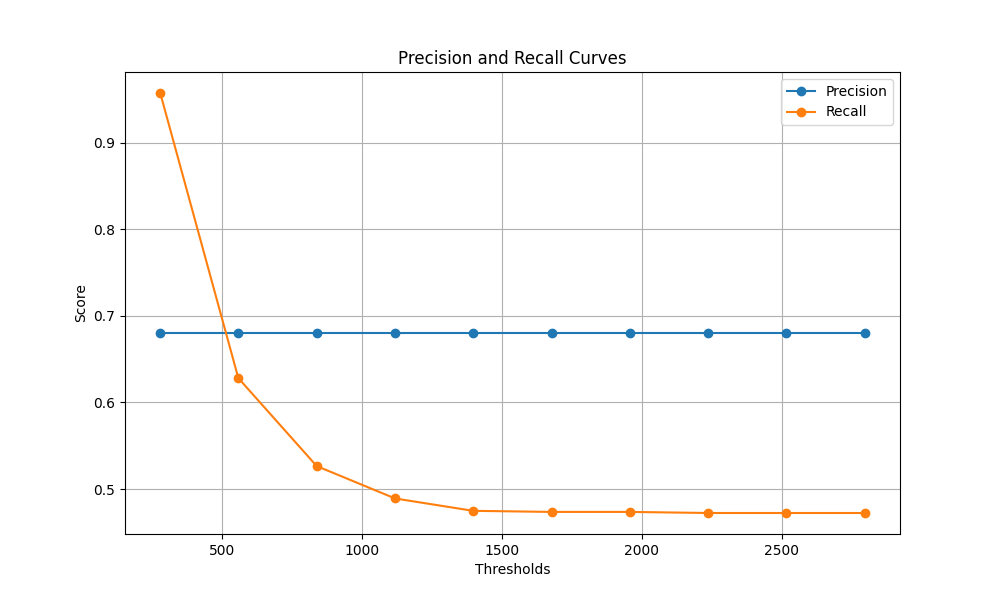 Precision and Recall Curves
Precision
Recall
Score
0.9
0.8
0.7
0.6
0.5
500 1000 1500 2000 2500
Thresholds